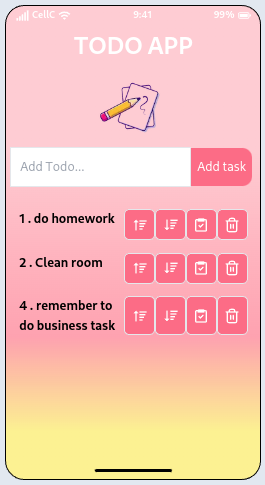 CellC 9:41 99%
TODO APP
Add Todo... Add task
1 . do homework
2 . Clean room
4 . remember to
do business task